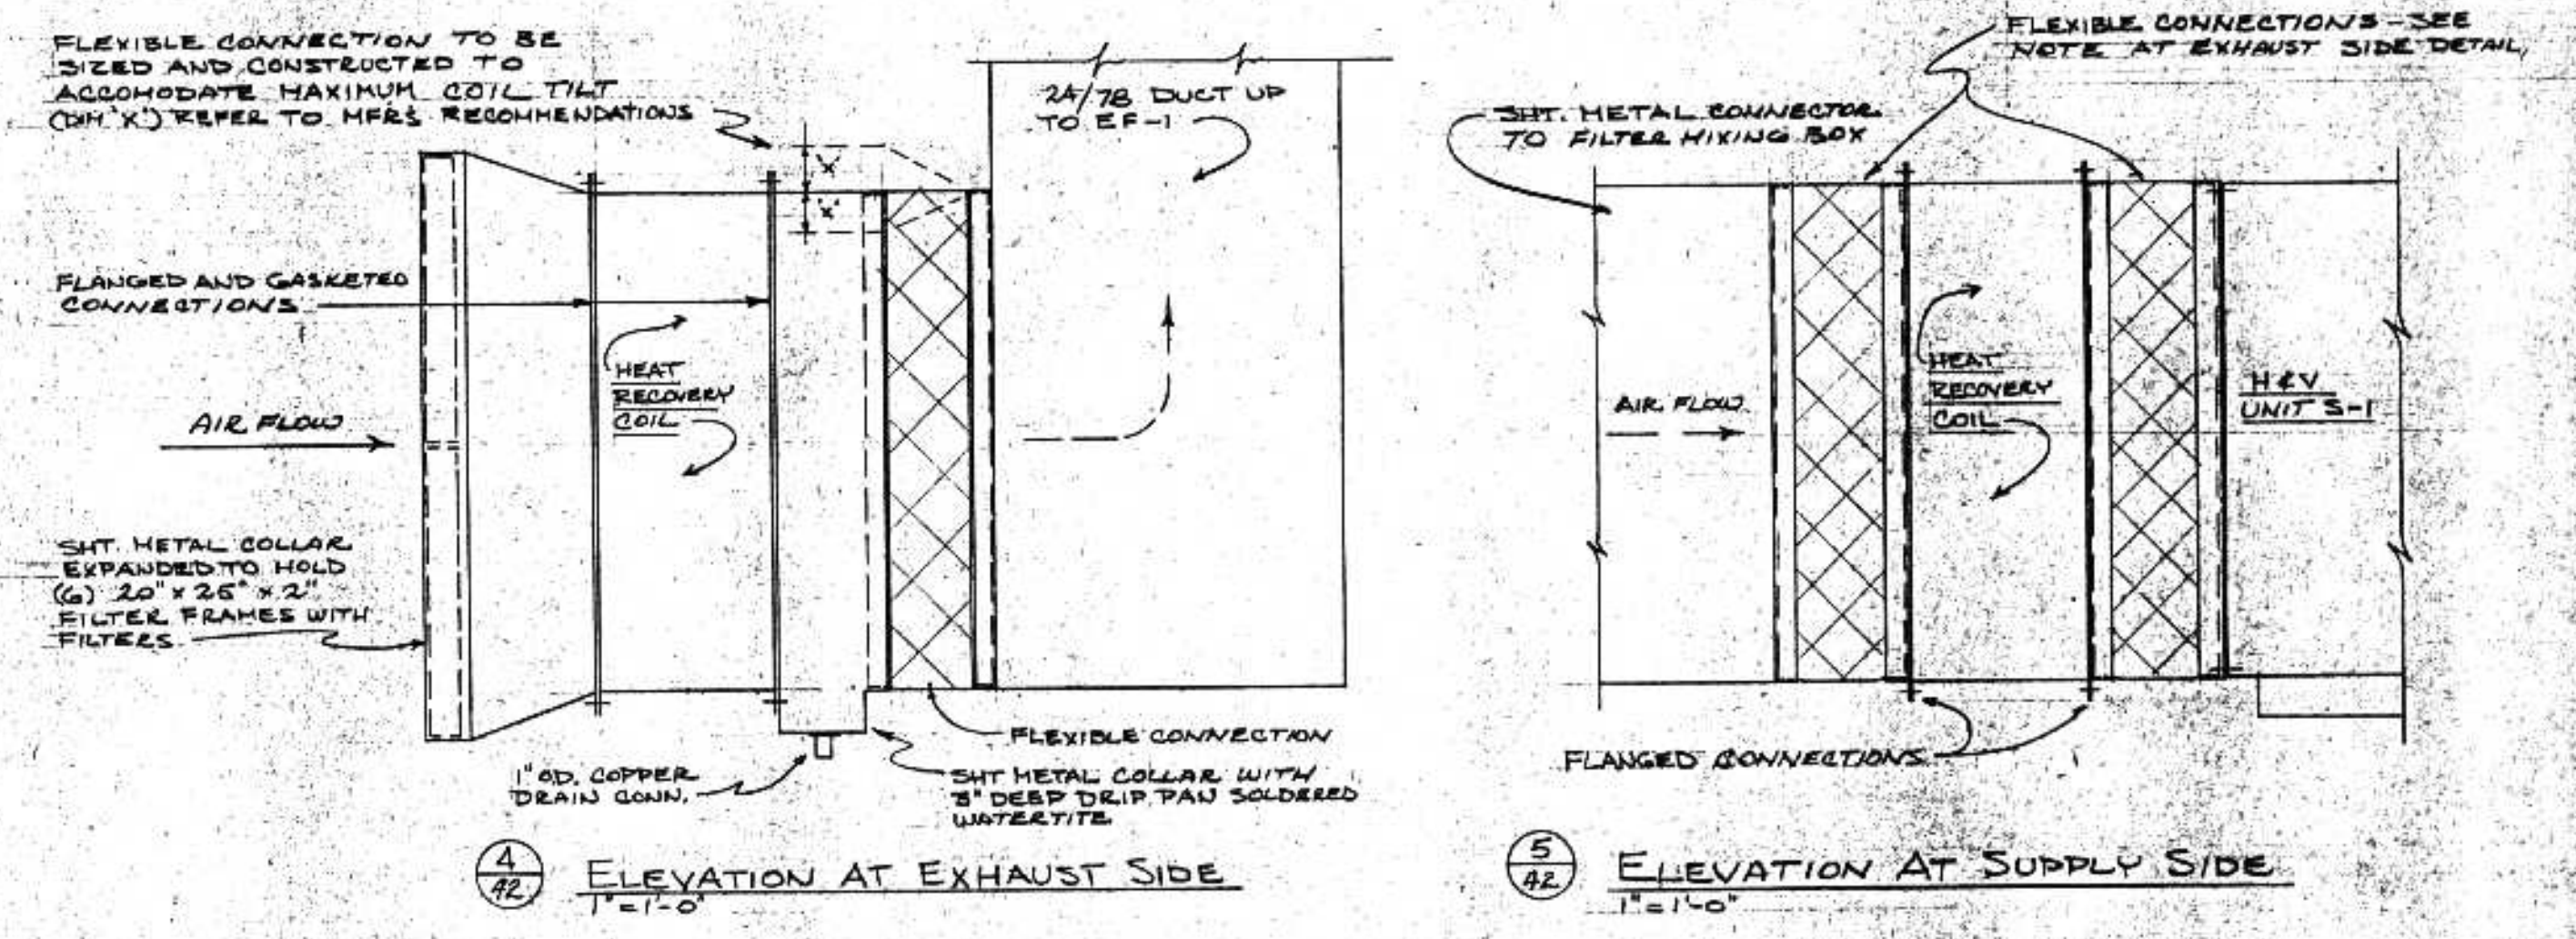 FLEXIBLE CONNECTION TO BE
SIZED AND CONSTRUCTED TO
ACCOMODATE MAXIMUM COIL TILT
(DIM 'X') REFER TO MFR'S RECOMMENDATIONS
'X'
'X'
24/78 DUCT UP
TO EF-1
FLANGED AND GASKETED
CONNECTIONS
HEAT
RECOVERY
COIL
AIR FLOW
SHT. METAL COLLAR
EXPANDED TO HOLD
(6) 20" x 25" x 2"
FILTER FRAMES WITH
FILTERS
1" O.D. COPPER
DRAIN CONN.
FLEXIBLE CONNECTION
SHT METAL COLLAR WITH
3" DEEP DRIP PAN SOLDERED
WATERTITE
4
42
ELEVATION AT EXHAUST SIDE
1" = 1'-0"
FLEXIBLE CONNECTIONS - SEE
NOTE AT EXHAUST SIDE DETAIL
SHT. METAL CONNECTOR
TO FILTER MIXING BOX
AIR FLOW
HEAT
RECOVERY
COIL
H&V
UNIT S-1
FLANGED CONNECTIONS
5
42
ELEVATION AT SUPPLY SIDE
1" = 1'-0"